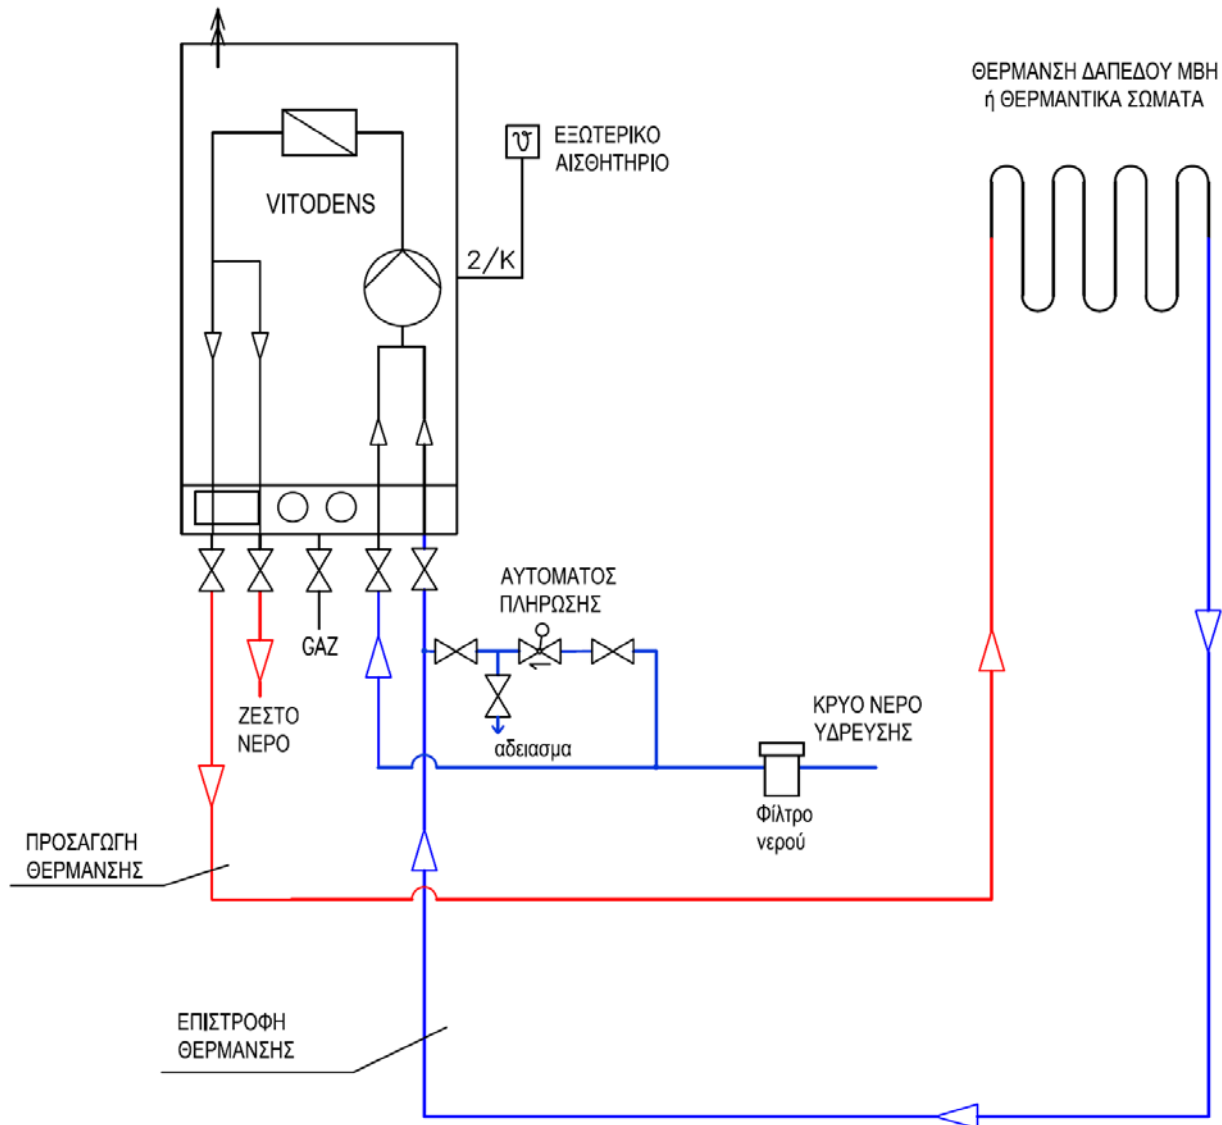 ΘΕΡΜΑΝΣΗ ΔΑΠΕΔΟΥ ΜΒΗ
ή ΘΕΡΜΑΝΤΙΚΑ ΣΩΜΑΤΑ
ϑ
ΕΞΩΤΕΡΙΚΟ
ΑΙΣΘΗΤΗΡΙΟ
VITODENS
2/K
ΑΥΤΟΜΑΤΟΣ
ΠΛΗΡΩΣΗΣ
GAZ
ΖΕΣΤΟ
ΝΕΡΟ
αδειασμα
ΚΡΥΟ ΝΕΡΟ
ΥΔΡΕΥΣΗΣ
Φίλτρο
νερού
ΠΡΟΣΑΓΩΓΗ
ΘΕΡΜΑΝΣΗΣ
ΕΠΙΣΤΡΟΦΗ
ΘΕΡΜΑΝΣΗΣ